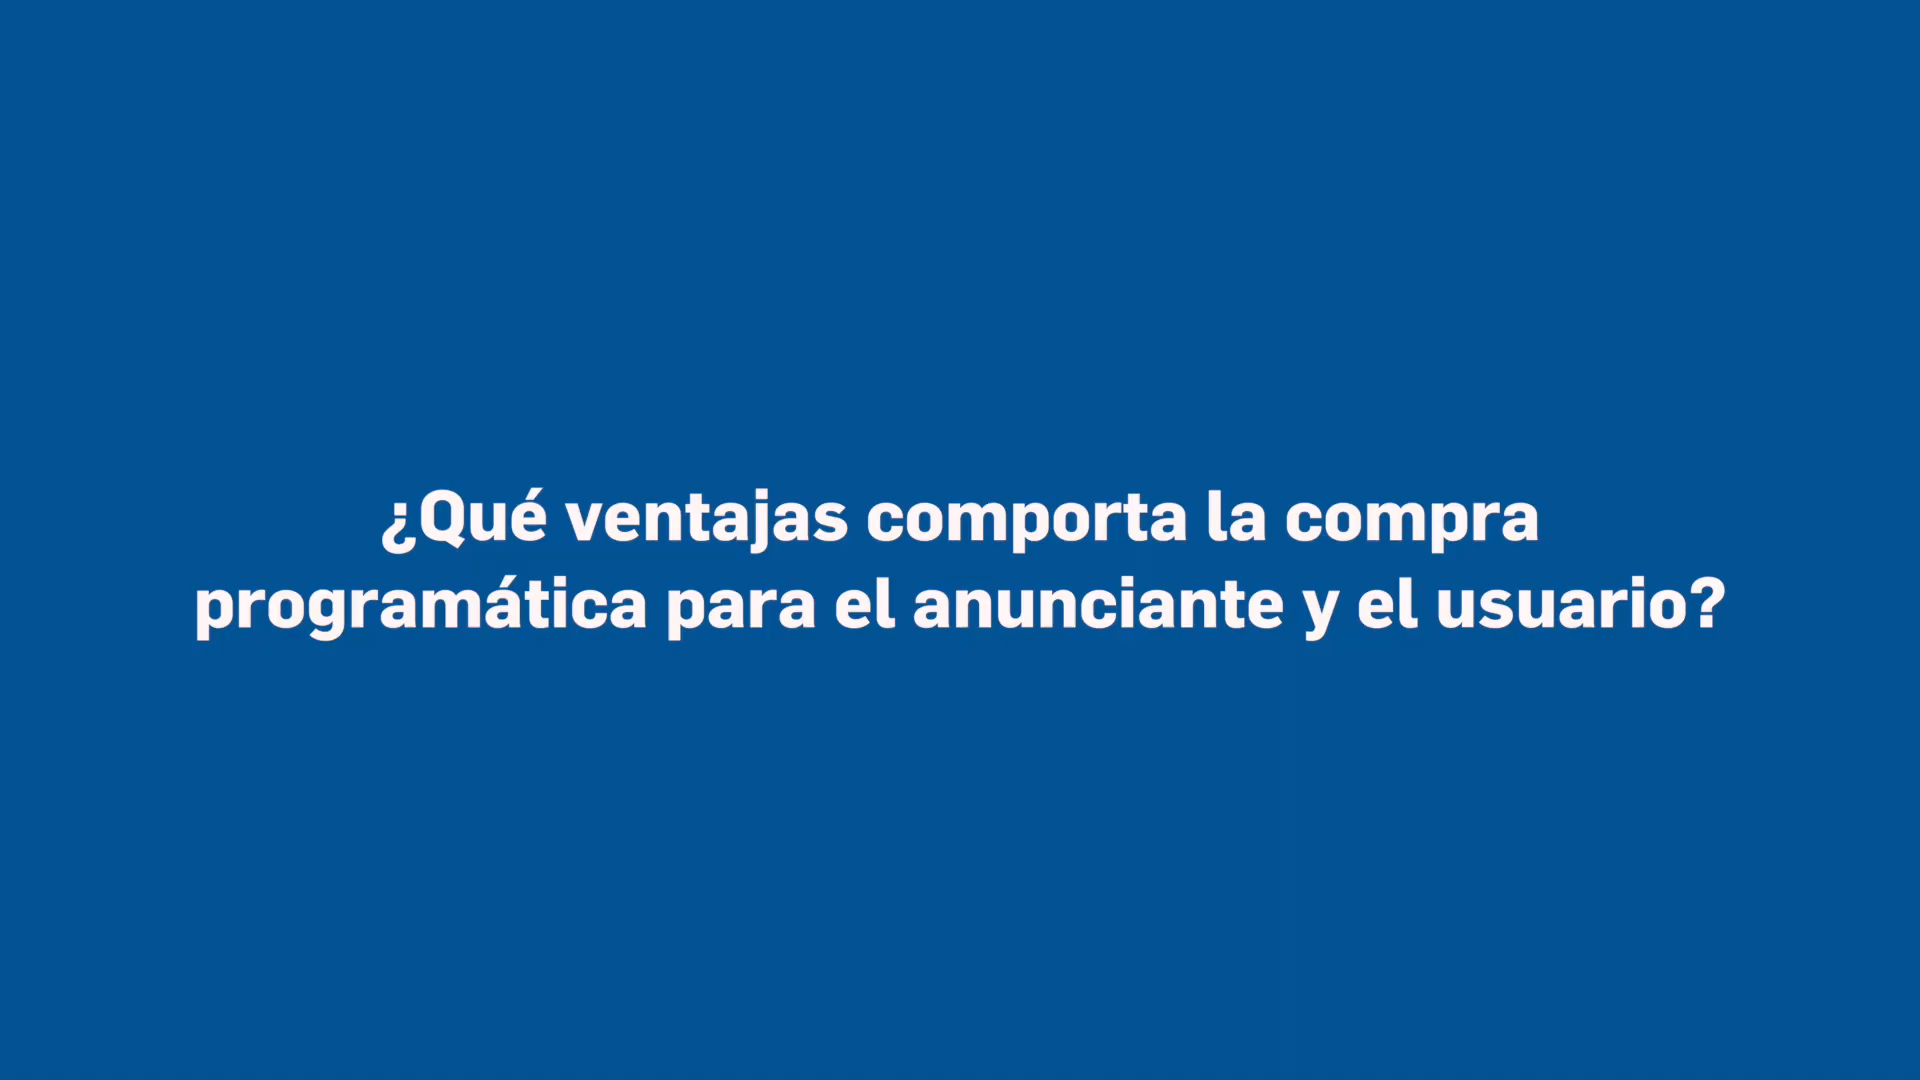 ¿Qué ventajas comporta la compra
programática para el anunciante y el usuario?